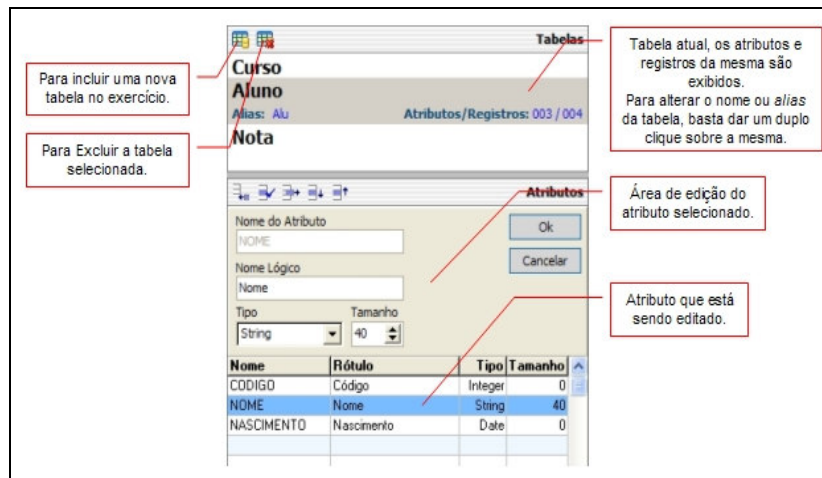 Tabelas
Curso
Aluno
Alias: Alu Atributos/Registros: 003 / 004
Nota
Para incluir uma nova
tabela no exercício.
Para Excluir a tabela
selecionada.
Tabela atual, os atributos e
registros da mesma são
exibidos.
Para alterar o nome ou alias
da tabela, basta dar um duplo
clique sobre a mesma.
Atributos
Nome do Atributo
NOME
Ok
Nome Lógico
Nome
Cancelar
Tipo Tamanho
String 40
Área de edição do
atributo selecionado.
Atributo que está
sendo editado.
Nome Rótulo Tipo Tamanho
CODIGO Código Integer 0
NOME Nome String 40
NASCIMENTO Nascimento Date 0